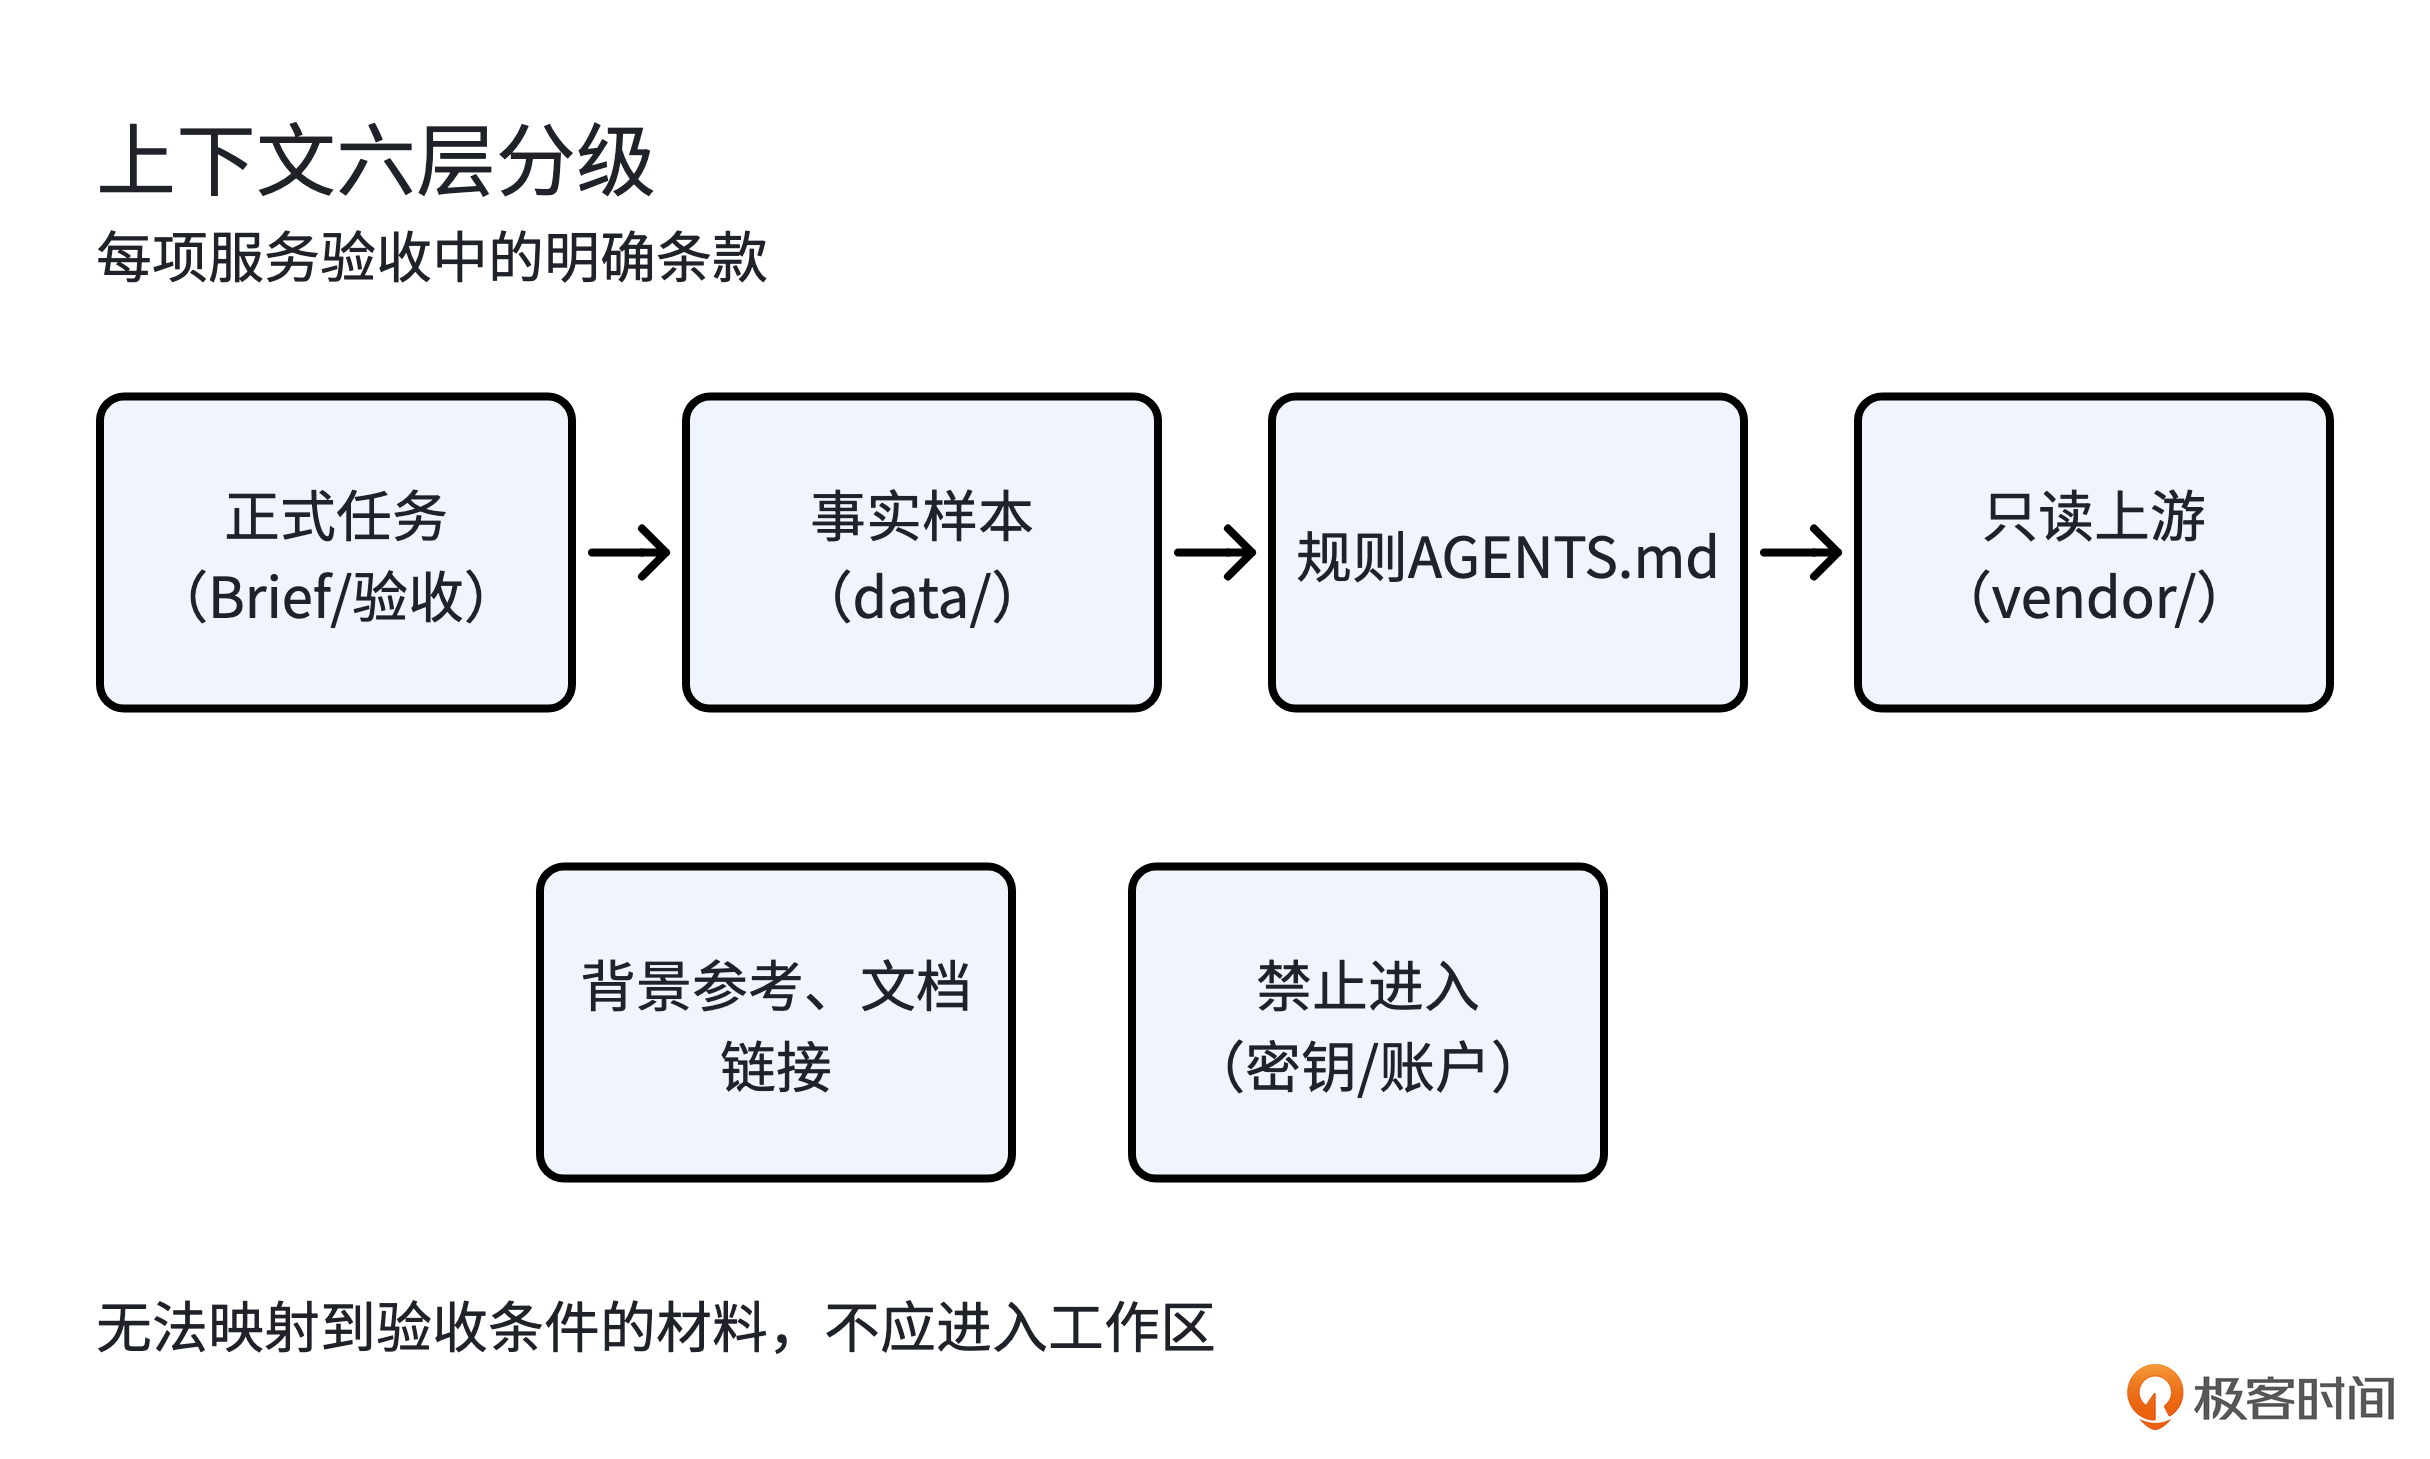 上下文六层分级
每项服务验收中的明确条款
正式任务
（Brief/验收）
事实样本
（data/）
规则AGENTS.md
只读上游
（vendor/）
背景参考、文档
链接
禁止进入
（密钥/账户）
无法映射到验收条件的材料，不应进入工作区
极客时间